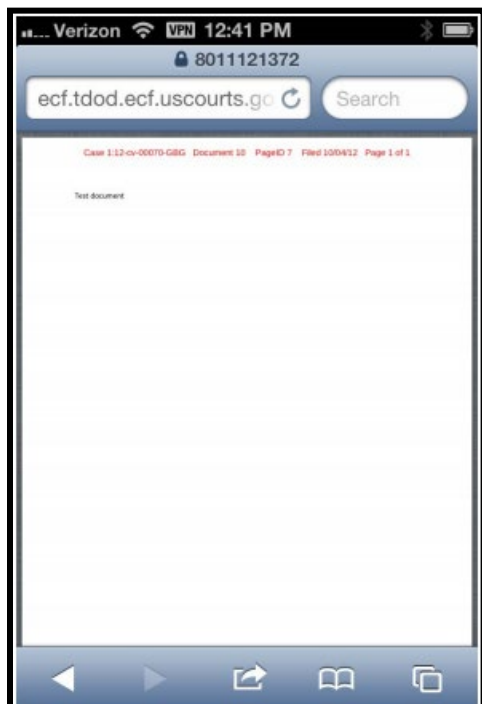 Verizon VPN 12:41 PM
8011121372
ecf.tdod.ecf.uscourts.go Search
Case 1:12-cv-00070-GBG Document 10 PageID 7 Filed 10/04/12 Page 1 of 1
Test document